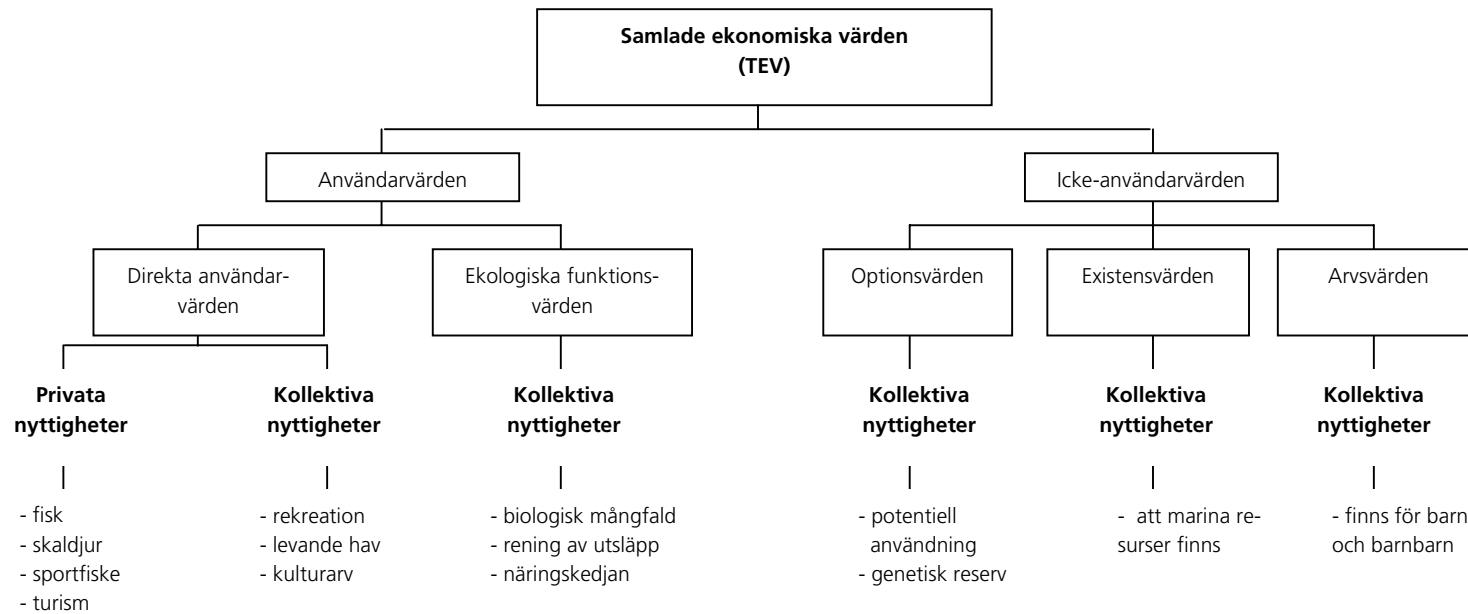 Samlade ekonomiska värden
(TEV)
Användarvärden
Icke-användarvärden
Direkta användar-
värden
Ekologiska funktions-
värden
Optionsvärden
Existensvärden
Arvsvärden
Privata
nyttigheter
Kollektiva
nyttigheter
Kollektiva
nyttigheter
Kollektiva
nyttigheter
Kollektiva
nyttigheter
Kollektiva
nyttigheter
- fisk
- skaldjur
- sportfiske
- turism
- rekreation
- levande hav
- kulturarv
- biologisk mångfald
- rening av utsläpp
- näringskedjan
- potentiell
användning
- genetisk reserv
- att marina re-
surser finns
- finns för barn
och barnbarn